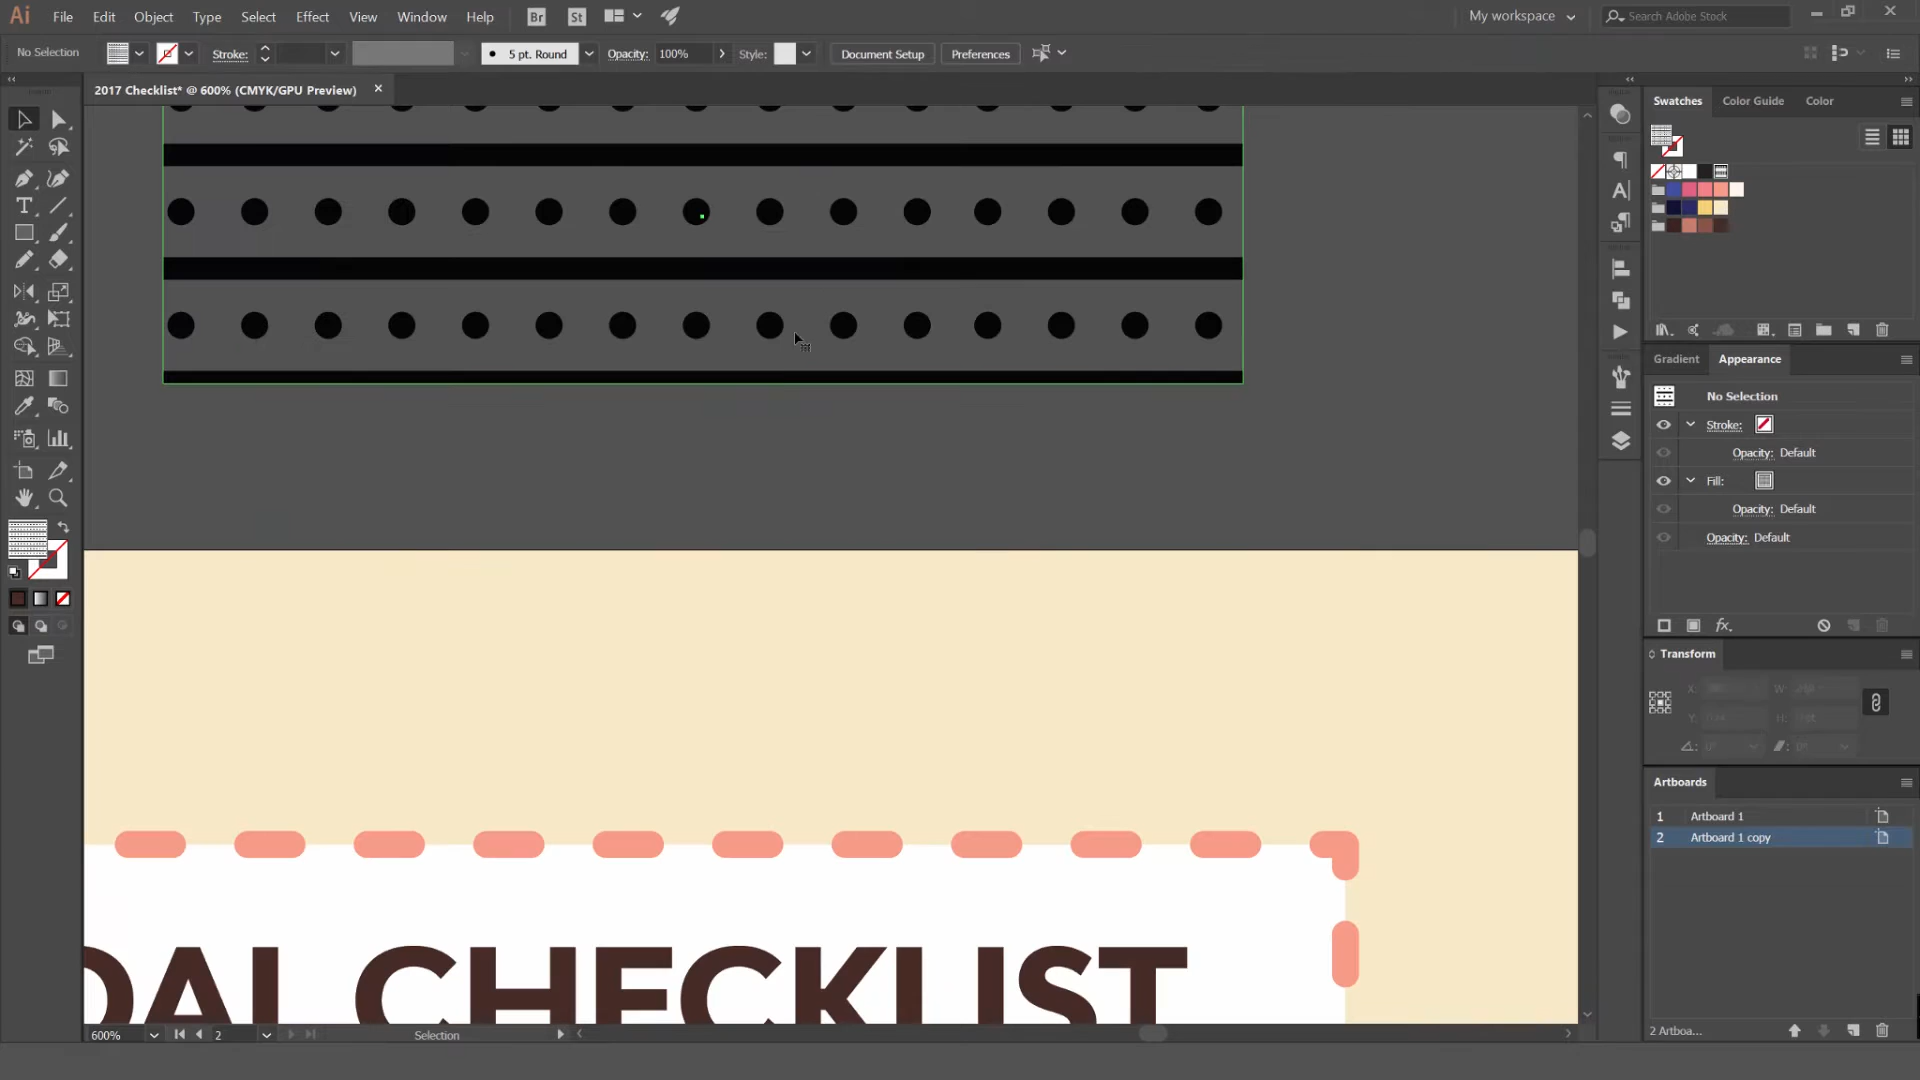 Ai File Edit Object Type Select Effect View Window Help Br St My workspace Search Adobe Stock
No Selection Stroke: 5 pt. Round Opacity: 100% Style: Document Setup Preferences
2017 Checklist* @ 600% (CMYK/GPU Preview) ×
Swatches Color Guide Color
Gradient Appearance
No Selection
Stroke:
Opacity: Default
Fill:
Opacity: Default
Opacity: Default
fx.
Transform
X: W:
Y: H:
Artboards
1 Artboard 1
2 Artboard 1 copy
OAL CHECKLIST
600% 2 Selection
2 Artboa...